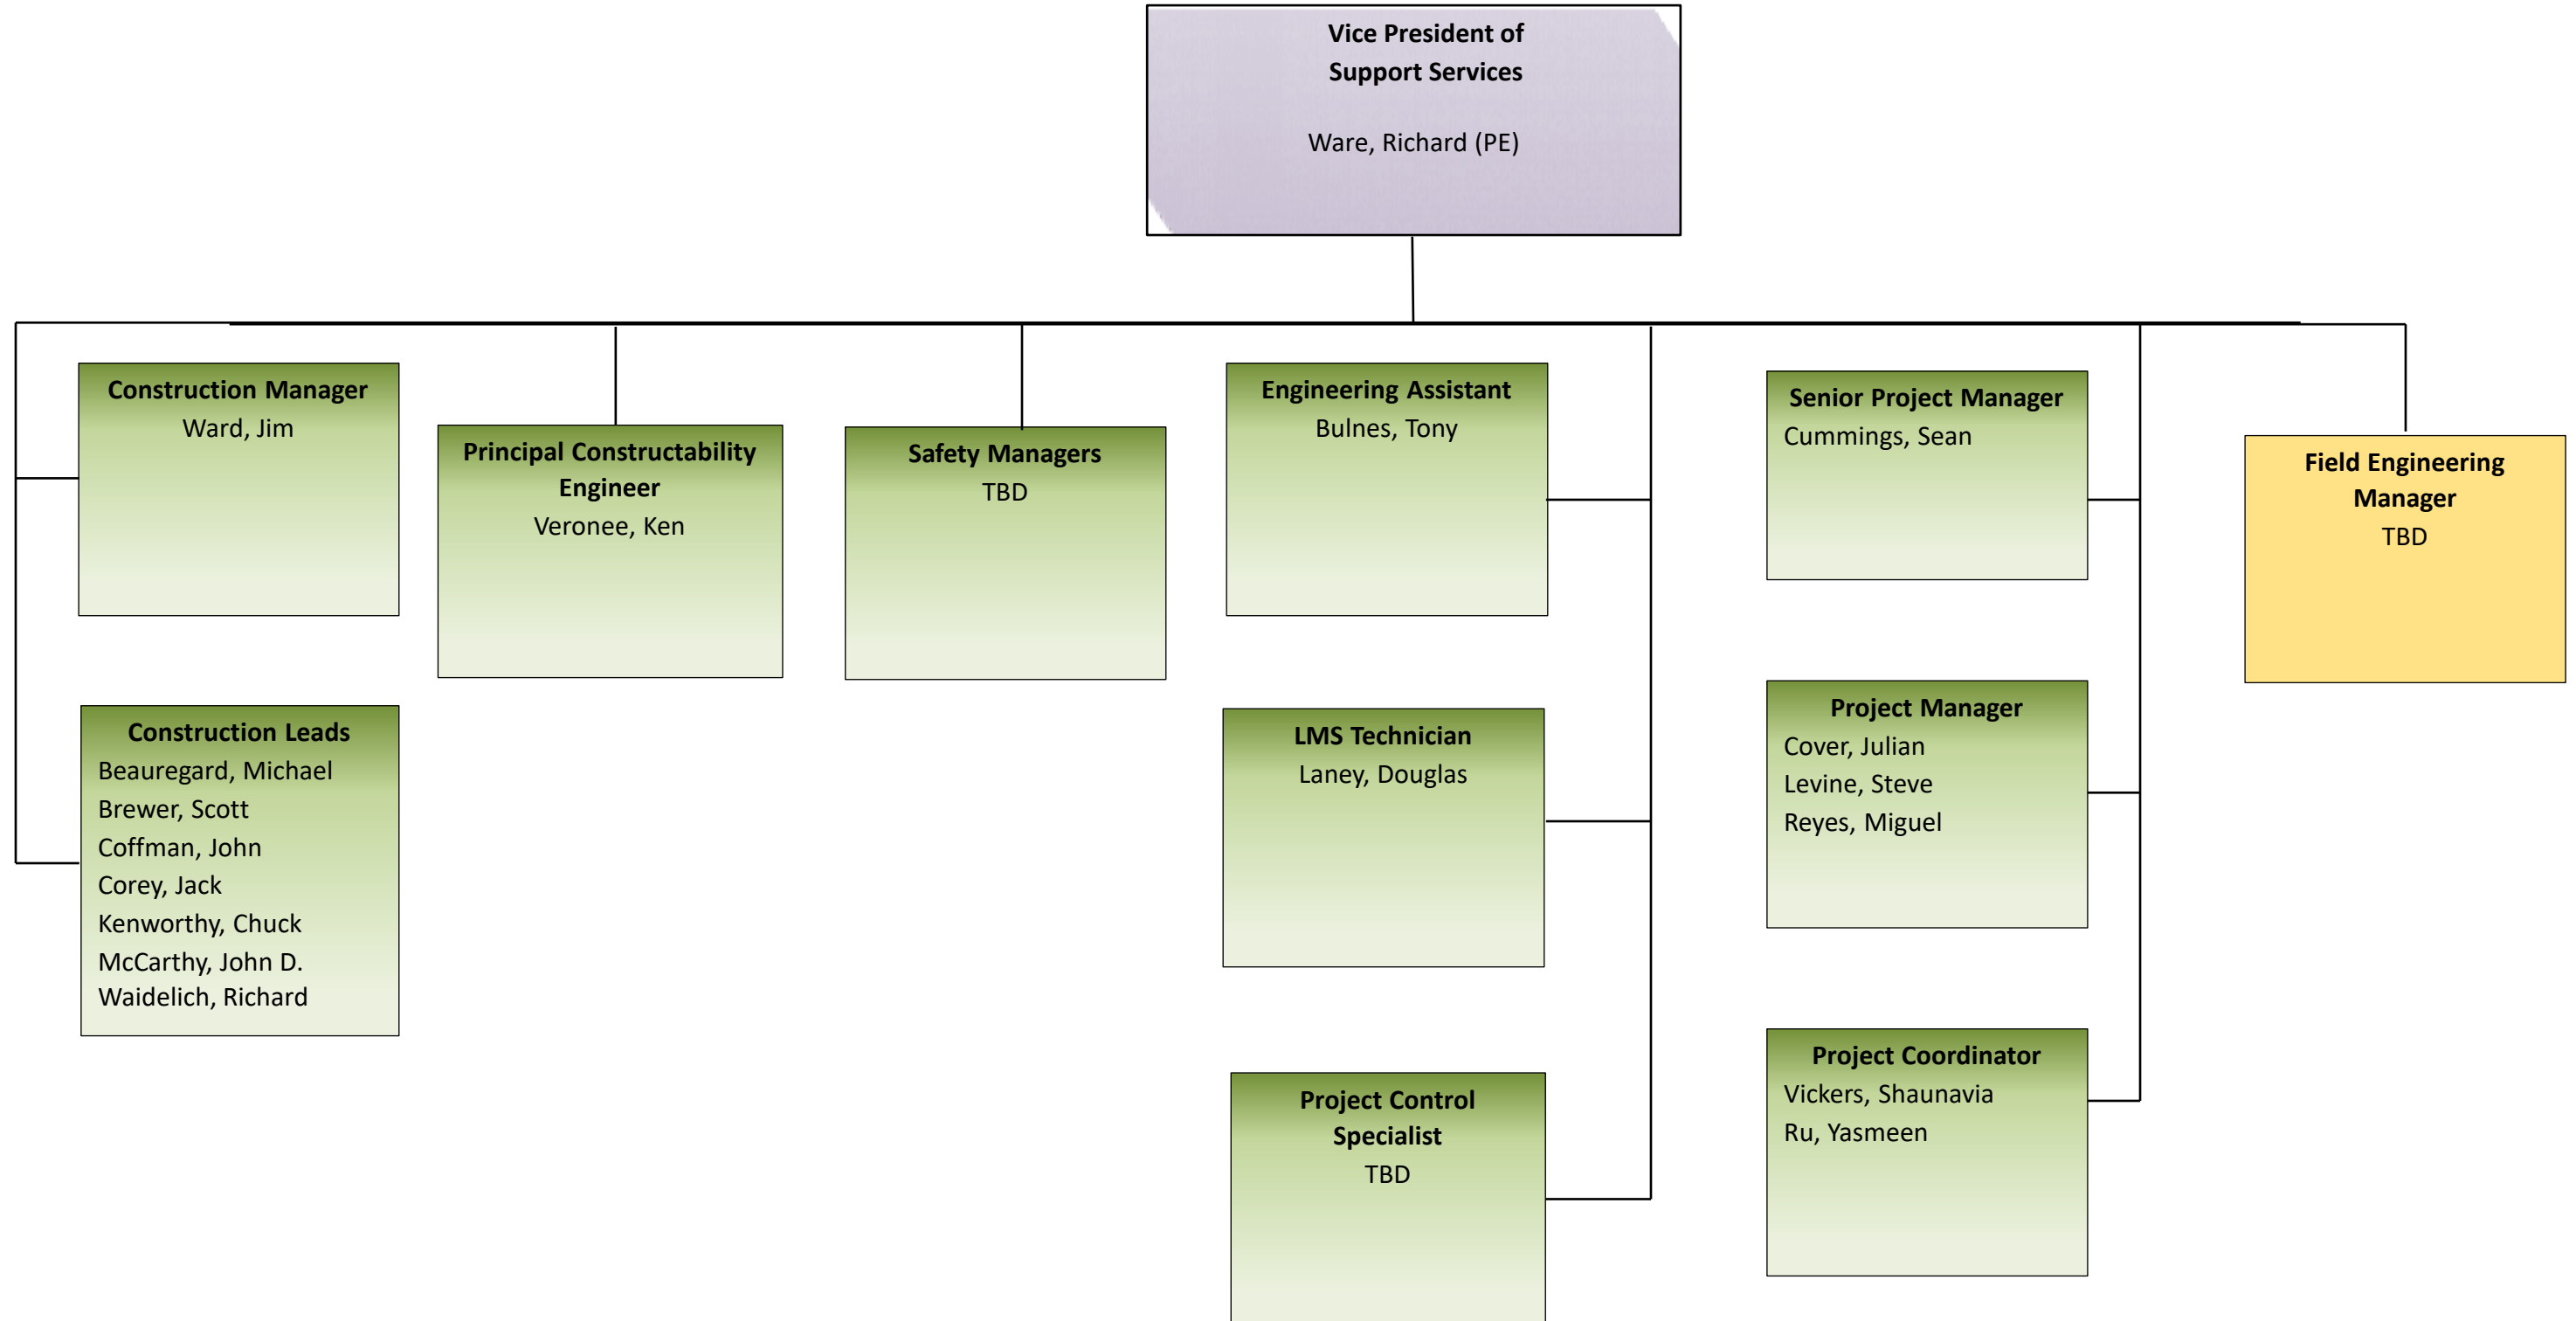 Vice President of
Support Services
Ware, Richard (PE)
Construction Manager
Ward, Jim
Construction Leads
Beauregard, Michael
Brewer, Scott
Coffman, John
Corey, Jack
Kenworthy, Chuck
McCarthy, John D.
Waidelich, Richard
Principal Constructability
Engineer
Veronee, Ken
Safety Managers
TBD
Engineering Assistant
Bulnes, Tony
LMS Technician
Laney, Douglas
Project Control
Specialist
TBD
Senior Project Manager
Cummings, Sean
Project Manager
Cover, Julian
Levine, Steve
Reyes, Miguel
Project Coordinator
Vickers, Shaunavia
Ru, Yasmeen
Field Engineering
Manager
TBD